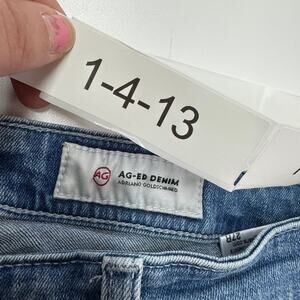 1-4-13
AG
AG-ED DENIM
ADRIANO GOLDSCHMIED